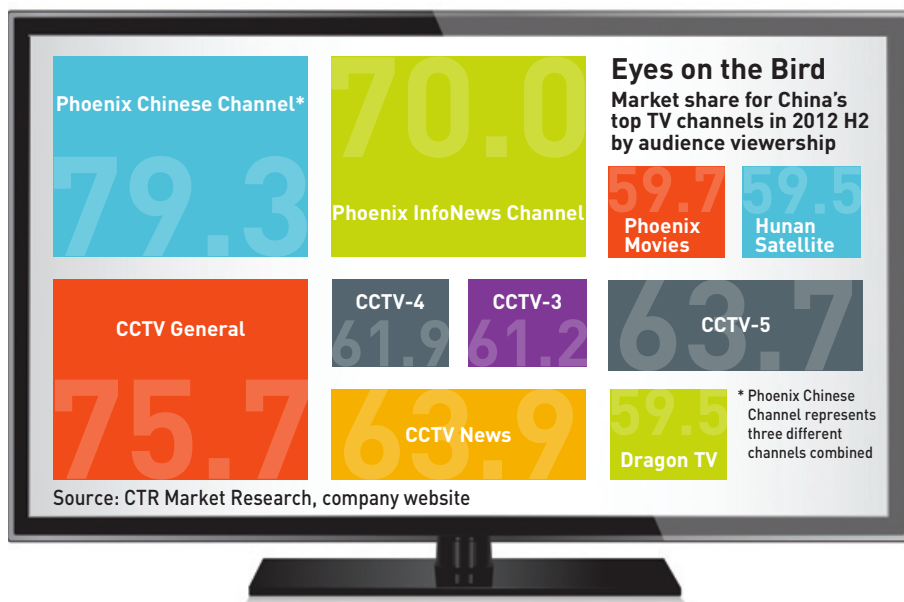 Eyes on the Bird
Market share for China's
top TV channels in 2012 H2
by audience viewership
Phoenix Chinese Channel*
79.3
70.0
Phoenix InfoNews Channel
59.7
Phoenix
Movies
59.5
Hunan
Satellite
CCTV General
75.7
CCTV-4
61.9
CCTV-3
61.2
CCTV-5
63.7
CCTV News
63.9
59.5
Dragon TV
* Phoenix Chinese
Channel represents
three different
channels combined
Source: CTR Market Research, company website